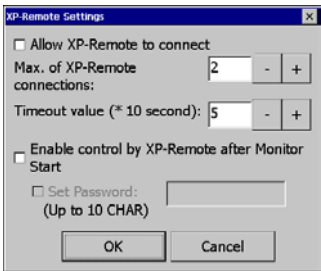 XP-Remote Settings
Allow XP-Remote to connect
Max. of XP-Remote 2 - +
connections:
Timeout value (* 10 second): 5 - +
Enable control by XP-Remote after Monitor
Start
Set Password:
(Up to 10 CHAR)
OK Cancel